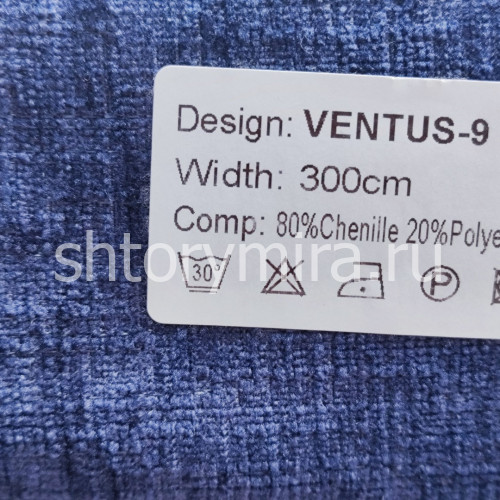 Design: VENTUS-9
Width: 300cm
Comp: 80%Chenille 20%Polye
shtorymira.ru
30°
P